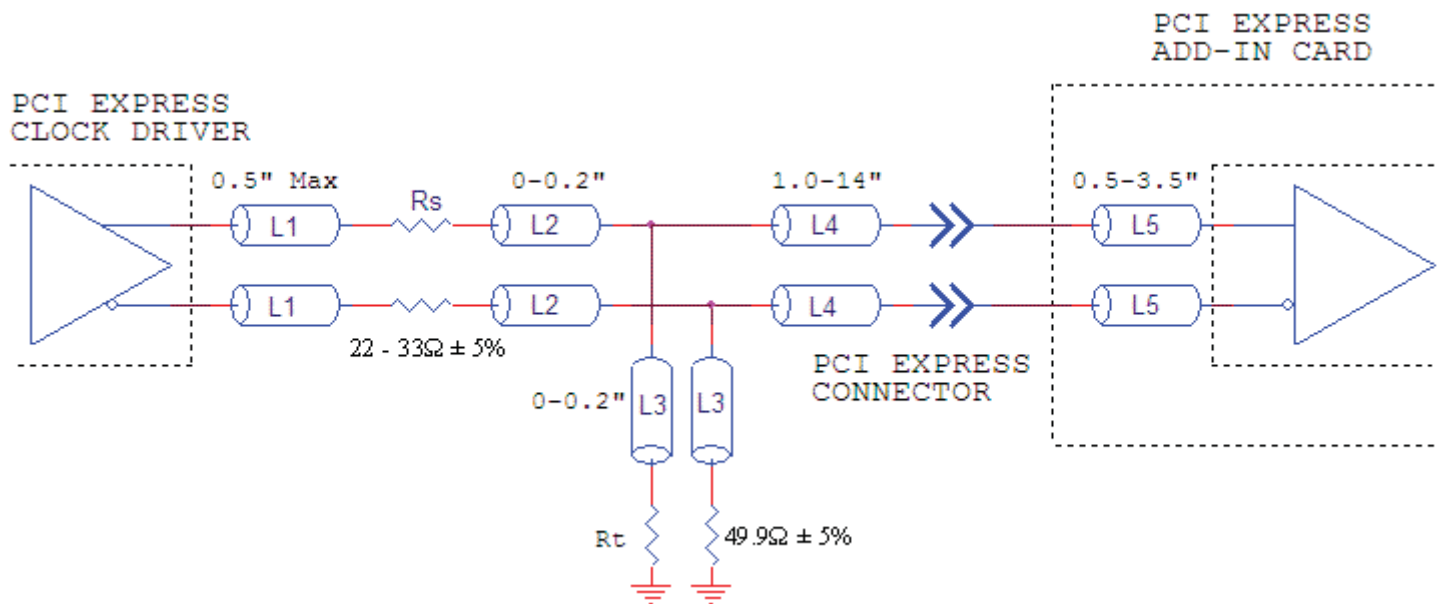 PCI EXPRESS
ADD-IN CARD
PCI EXPRESS
CLOCK DRIVER
0.5" Max
0-0.2"
1.0-14"
0.5-3.5"
Rs
L1
L2
L4
L5
L1
L2
L4
L5
22 - 33Ω ± 5%
PCI EXPRESS
CONNECTOR
0-0.2"
L3
L3
Rt
49.9Ω ± 5%